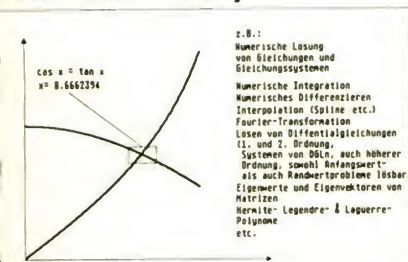 cos x = tan x
x= 0.6662394
z.B.:
Numerische Losung
von Gleichungen und
Gleichungssystemen
Numerische Integration
Numerisches Differenzieren
Interpolation (Spline etc.)
Fourier-Transformation
Losen von Diffentialgleichungen
(1. und 2. Ordnung,
Systemen von DGLn, auch höherer
Ordnung, sowohl Anfangswert-
als auch Randwertprobleme lösbar
Eigenwerte und Eigenvektoren von
Matrizen
Hermite- Legendre- & Laguerre-
Polynome
etc.